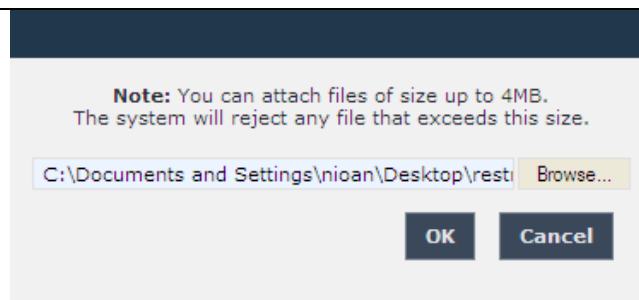 Note: You can attach files of size up to 4MB.
The system will reject any file that exceeds this size.
C:\Documents and Settings\nioan\Desktop\rest Browse...
OK Cancel